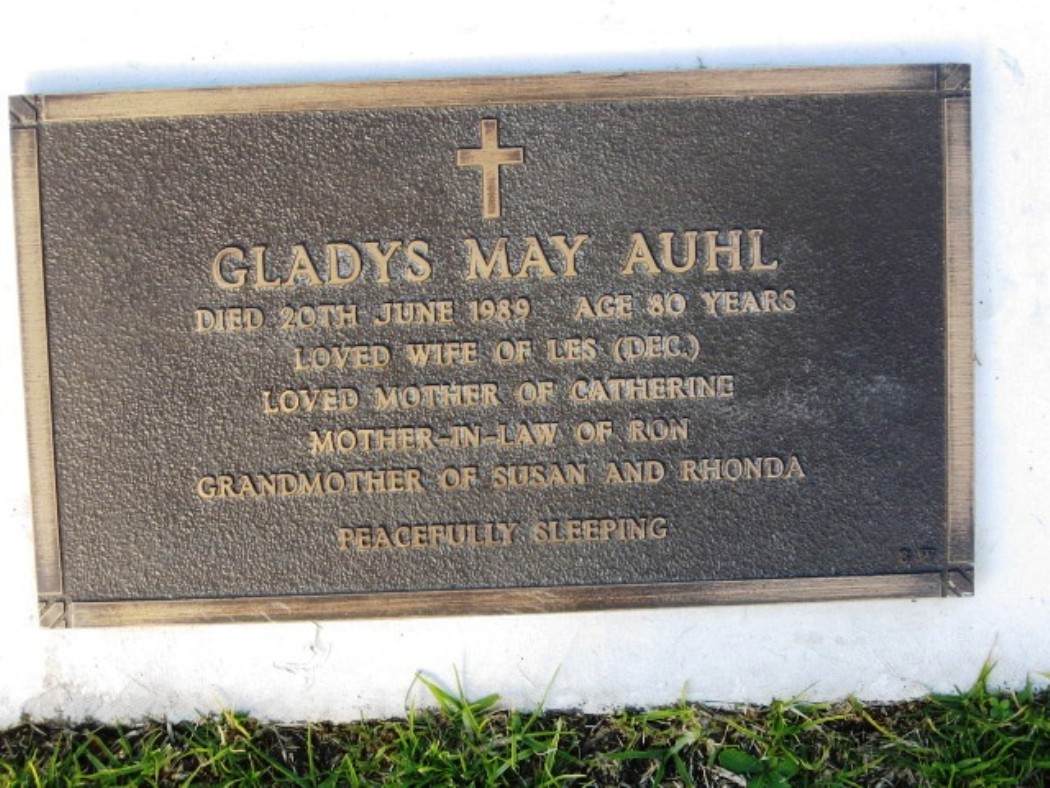 GLADYS MAY AUHL
DIED 20TH JUNE 1989 AGE 80 YEARS
LOVED WIFE OF LES (DEC.)
LOVED MOTHER OF CATHERINE
MOTHER-IN-LAW OF RON
GRANDMOTHER OF SUSAN AND RHONDA
PEACEFULLY SLEEPING